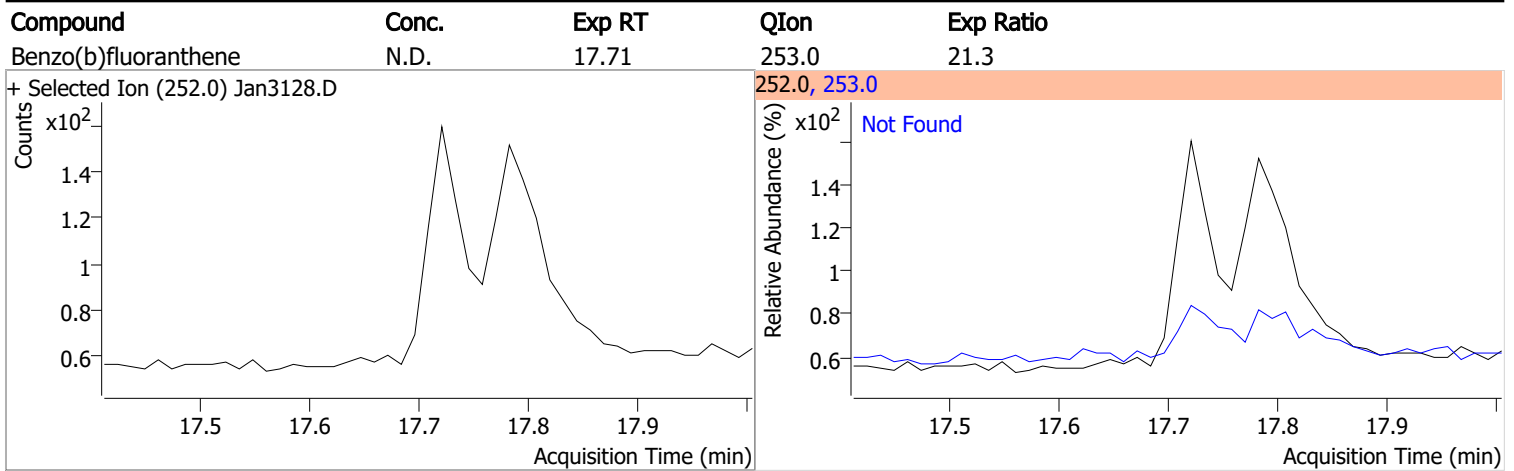 Compound Conc. Exp RT QIon Exp Ratio
Benzo(b)fluoranthene N.D. 17.71 253.0 21.3
+ Selected Ion (252.0) Jan3128.D
Counts
x10²
1.4
1.2
1
0.8
0.6
17.5 17.6 17.7 17.8 17.9
Acquisition Time (min)
252.0, 253.0
Relative Abundance (%)
x10²
Not Found
1.4
1.2
1
0.8
0.6
17.5 17.6 17.7 17.8 17.9
Acquisition Time (min)